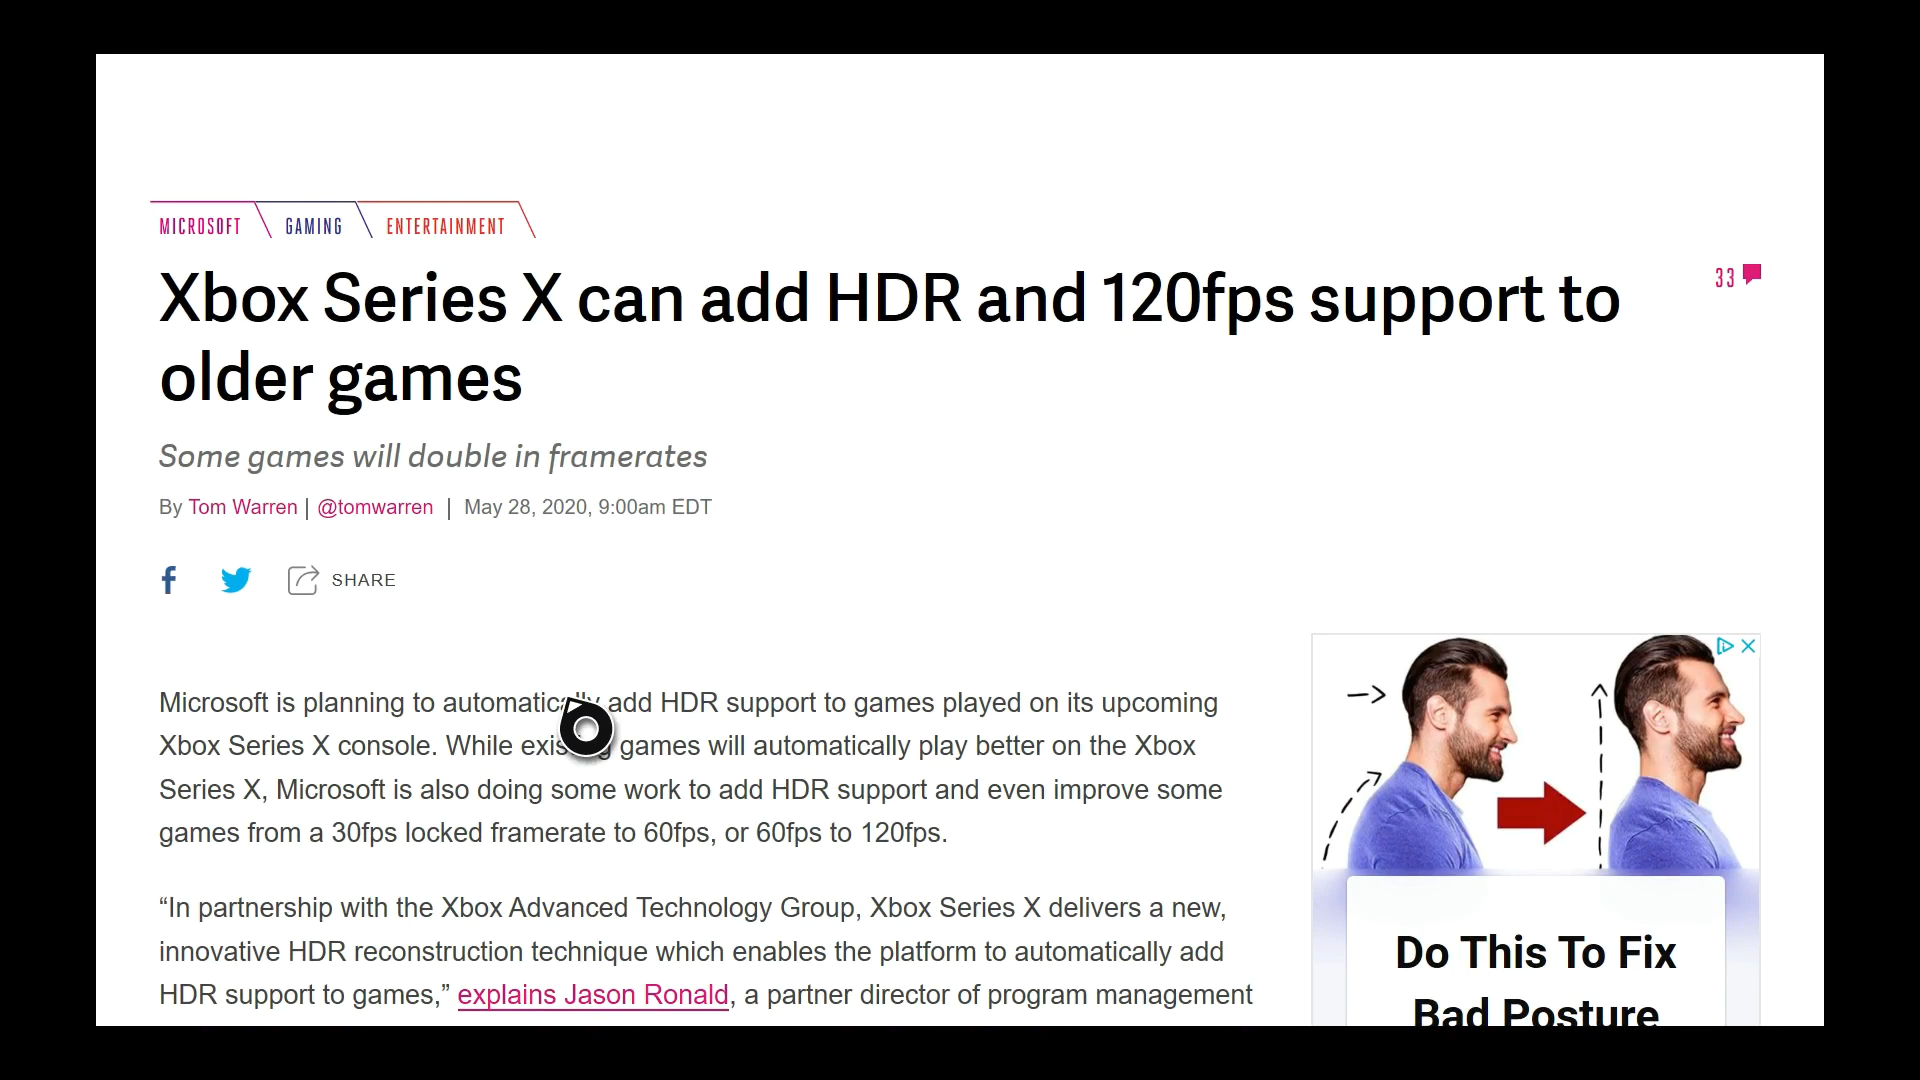 MICROSOFT GAMING ENTERTAINMENT
Xbox Series X can add HDR and 120fps support to
older games
33
Some games will double in framerates
By Tom Warren | @tomwarren | May 28, 2020, 9:00am EDT
SHARE
Microsoft is planning to automatically add HDR support to games played on its upcoming
Xbox Series X console. While existing games will automatically play better on the Xbox
Series X, Microsoft is also doing some work to add HDR support and even improve some
games from a 30fps locked framerate to 60fps, or 60fps to 120fps.
“In partnership with the Xbox Advanced Technology Group, Xbox Series X delivers a new,
innovative HDR reconstruction technique which enables the platform to automatically add
HDR support to games,” explains Jason Ronald, a partner director of program management
Do This To Fix
Bad Posture